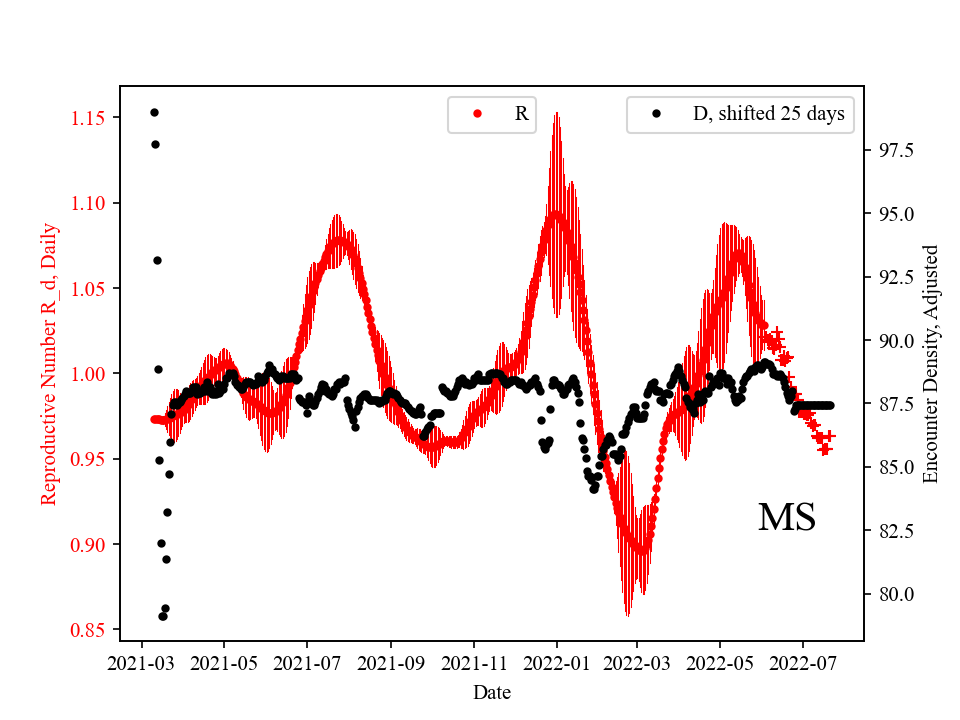 R
D, shifted 25 days
Reproductive Number R_d, Daily
1.15
1.10
1.05
1.00
0.95
0.90
0.85
97.5
95.0
92.5
90.0
87.5
85.0
82.5
80.0
Encounter Density, Adjusted
MS
2021-03 2021-05 2021-07 2021-09 2021-11 2022-01 2022-03 2022-05 2022-07
Date